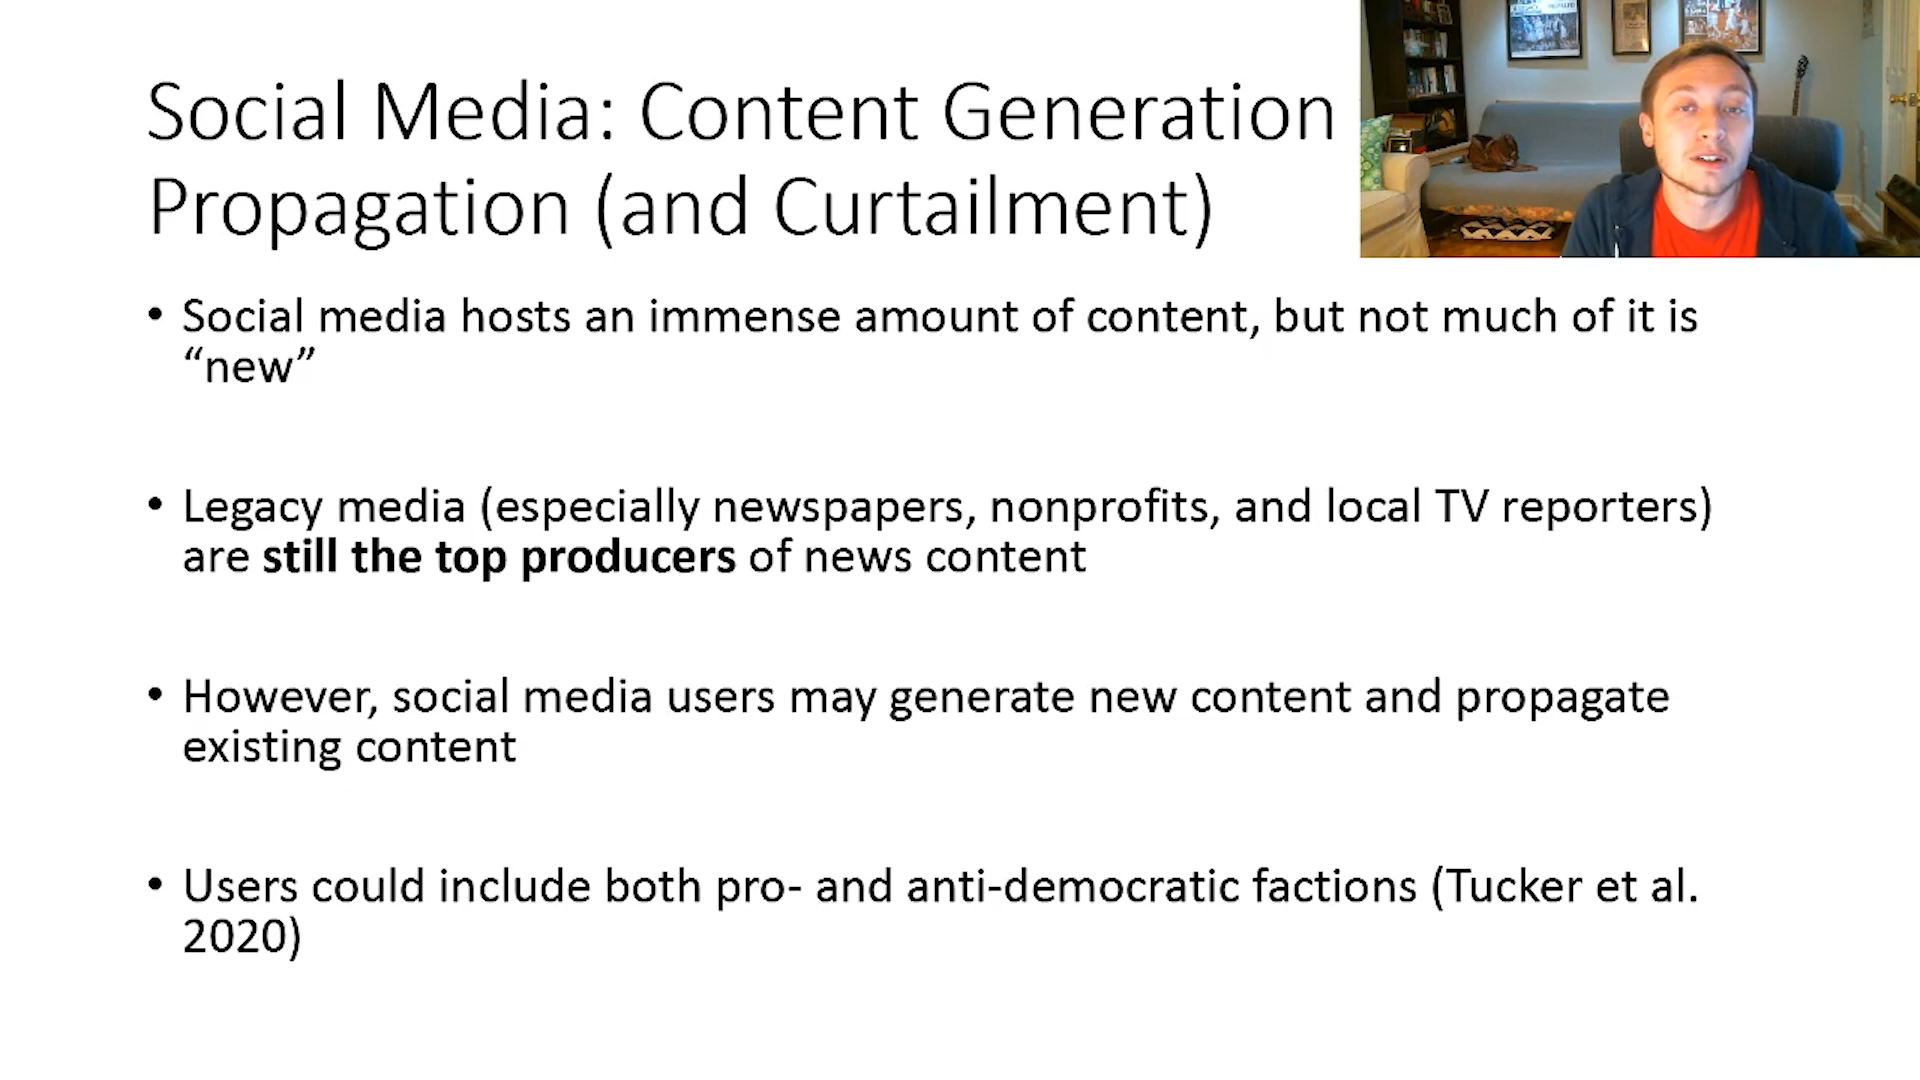 Social Media: Content Generation
Propagation (and Curtailment)
• Social media hosts an immense amount of content, but not much of it is
“new”
• Legacy media (especially newspapers, nonprofits, and local TV reporters)
are still the top producers of news content
• However, social media users may generate new content and propagate
existing content
• Users could include both pro- and anti-democratic factions (Tucker et al.
2020)